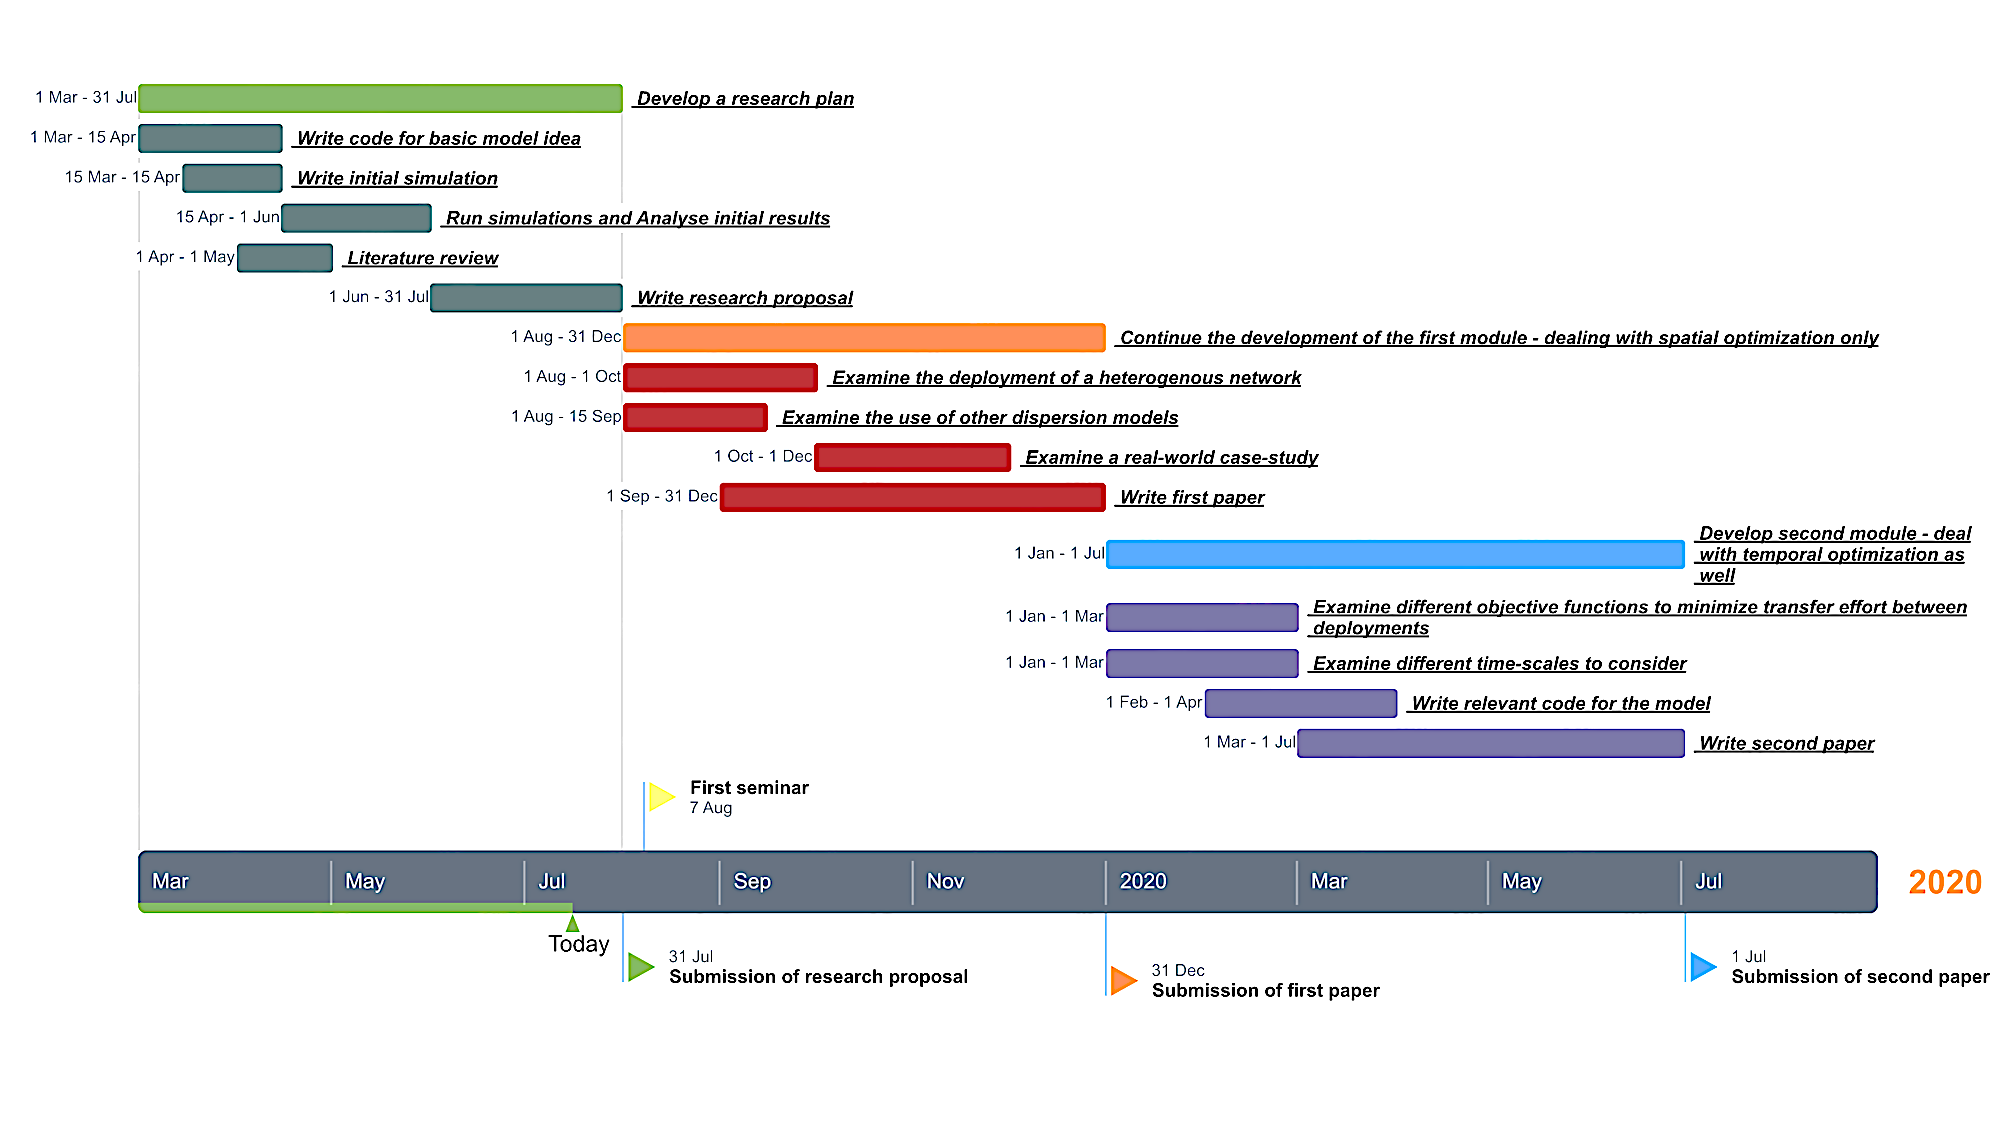 1 Mar - 31 Jul Develop a research plan
1 Mar - 15 Apr Write code for basic model idea
15 Mar - 15 Apr Write initial simulation
15 Apr - 1 Jun Run simulations and Analyse initial results
1 Apr - 1 May Literature review
1 Jun - 31 Jul Write research proposal
1 Aug - 31 Dec Continue the development of the first module - dealing with spatial optimization only
1 Aug - 1 Oct Examine the deployment of a heterogenous network
1 Aug - 15 Sep Examine the use of other dispersion models
1 Oct - 1 Dec Examine a real-world case-study
1 Sep - 31 Dec Write first paper
1 Jan - 1 Jul Develop second module - deal
with temporal optimization as
well
1 Jan - 1 Mar Examine different objective functions to minimize transfer effort between
deployments
1 Jan - 1 Mar Examine different time-scales to consider
1 Feb - 1 Apr Write relevant code for the model
1 Mar - 1 Jul Write second paper
First seminar
7 Aug
Mar May Jul Sep Nov 2020 Mar May Jul 2020
Today
31 Jul
Submission of research proposal
31 Dec
Submission of first paper
1 Jul
Submission of second paper